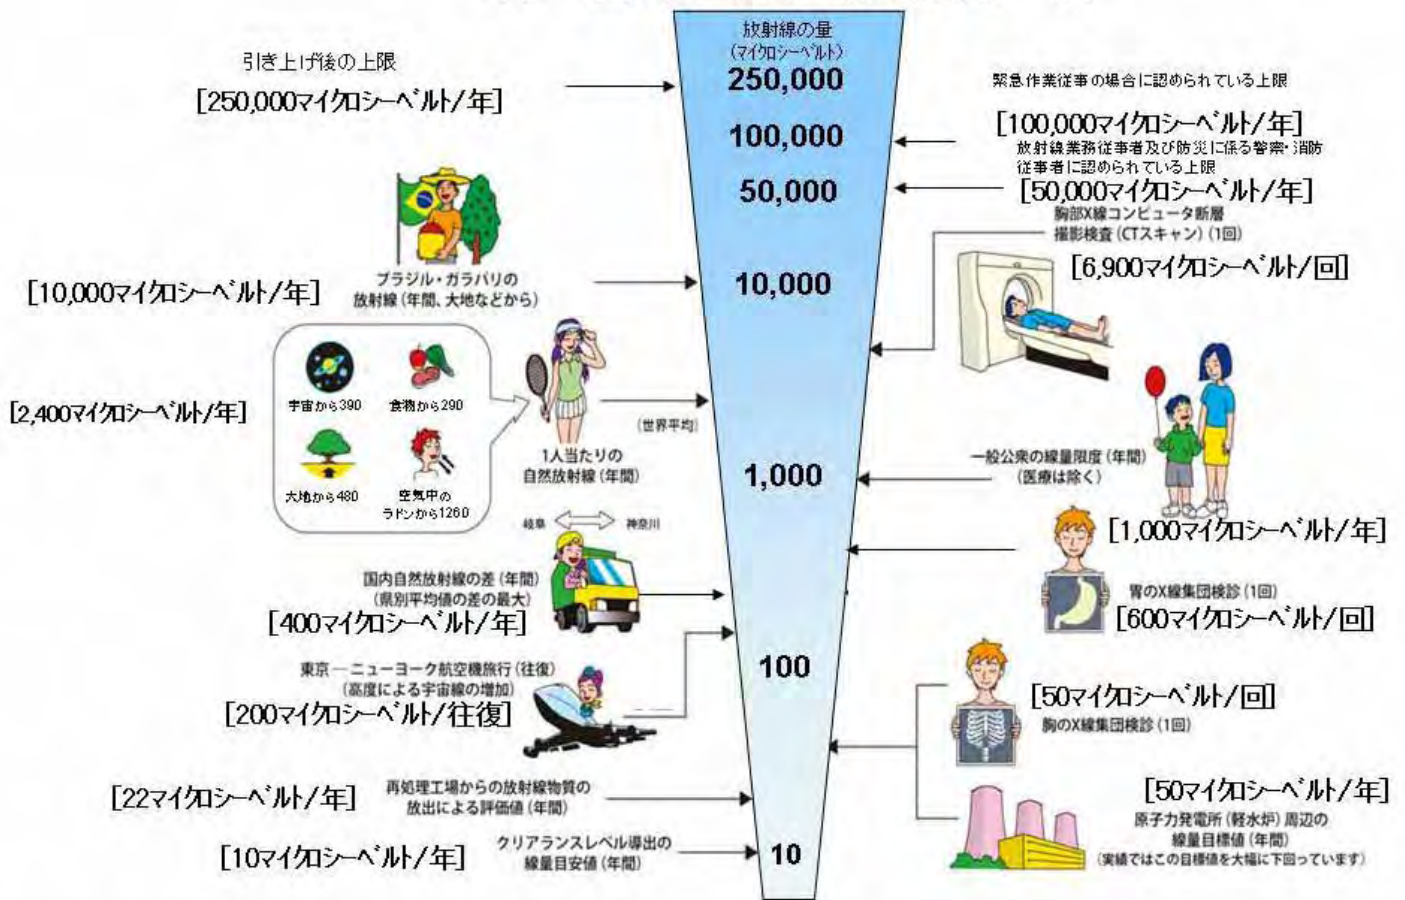 放射線の量
(マイクロシーベルト)
引き上げ後の上限
[250,000マイクロシーベルト/年]
250,000
緊急作業従事の場合に認められている上限
[100,000マイクロシーベルト/年]
100,000
放射線業務従事者及び防災に係る警察・消防
従事者に認められている上限
[50,000マイクロシーベルト/年]
50,000
胸部X線コンピュータ断層
撮影検査(CTスキャン)(1回)
[6,900マイクロシーベルト/回]
ブラジル・ガラパリの
放射線(年間、大地などから)
[10,000マイクロシーベルト/年]
10,000
宇宙から390
食物から290
大地から480
空気中の
ラドンから1260
[2,400マイクロシーベルト/年]
(世界平均)
1人当たりの
自然放射線(年間)
1,000
一般公衆の線量限度(年間)
(医療は除く)
[1,000マイクロシーベルト/年]
岐阜
神奈川
国内自然放射線の差(年間)
(県別平均値の差の最大)
[400マイクロシーベルト/年]
胃のX線集団検診(1回)
[600マイクロシーベルト/回]
東京―ニューヨーク航空機旅行(往復)
(高度による宇宙線の増加)
[200マイクロシーベルト/往復]
100
[50マイクロシーベルト/回]
胸のX線集団検診(1回)
[22マイクロシーベルト/年]
再処理工場からの放射線物質の
放出による評価値(年間)
[50マイクロシーベルト/年]
原子力発電所(軽水炉)周辺の
線量目標値(年間)
(実績ではこの目標値を大幅に下回っています)
[10マイクロシーベルト/年]
クリアランスレベル導出の
線量目安値(年間)
10